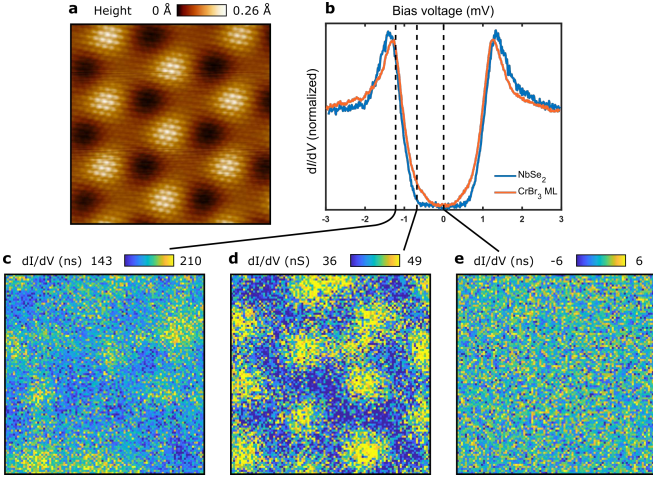 a Height 0 Å 0.26 Å
b Bias voltage (mV)
dI/dV (normalized)
NbSe2
CrBr3 ML
-3 -2 -1 0 1 2 3
c dI/dV (ns) 143 210
d dI/dV (nS) 36 49
e dI/dV (ns) -6 6